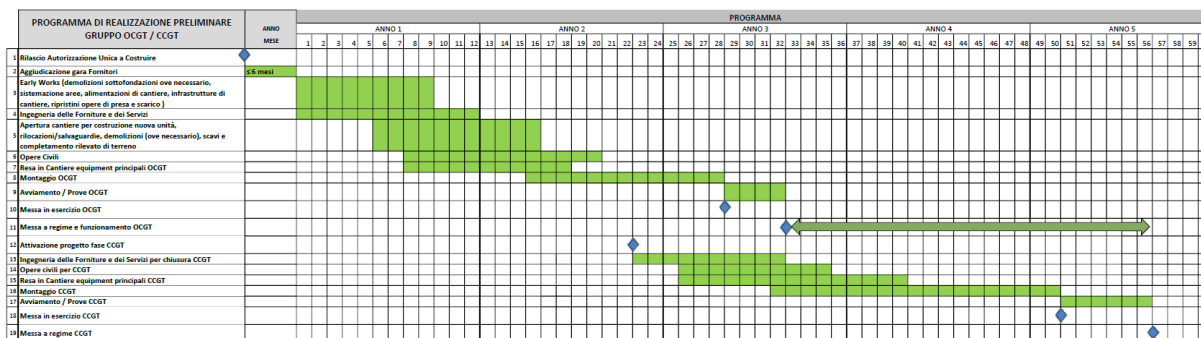 PROGRAMMA DI REALIZZAZIONE PRELIMINARE
GRUPPO OCGT / CCGT
ANNO
MESE
PROGRAMMA
ANNO 1 ANNO 2 ANNO 3 ANNO 4 ANNO 5
1 2 3 4 5 6 7 8 9 10 11 12 13 14 15 16 17 18 19 20 21 22 23 24 25 26 27 28 29 30 31 32 33 34 35 36 37 38 39 40 41 42 43 44 45 46 47 48 49 50 51 52 53 54 55 56 57 58 59
1 Rilascio Autorizzazione Unica a Costruire
2 Aggiudicazione gara Fornitori ≤6 mesi
3 Early Works (demolizioni sottofondazioni ove necessario,
sistemazione aree, alimentazioni di cantiere, infrastrutture di
cantiere, ripristini opere di presa e scarico )
4 Ingegneria delle Forniture e dei Servizi
5 Apertura cantiere per costruzione nuova unità,
rilocazioni/salvaguardie, demolizioni (ove necessario), scavi e
completamento rilevato di terreno
6 Opere Civili
7 Resa in Cantiere equipment principali OCGT
8 Montaggio OCGT
9 Avviamento / Prove OCGT
10 Messa in esercizio OCGT
11 Messa a regime e funzionamento OCGT
12 Attivazione progetto fase CCGT
13 Ingegneria delle Forniture e dei Servizi per chiusura CCGT
14 Opere civili per CCGT
15 Resa in Cantiere equipment principali CCGT
16 Montaggio CCGT
17 Avviamento / Prove CCGT
18 Messa in esercizio CCGT
19 Messa a regime CCGT